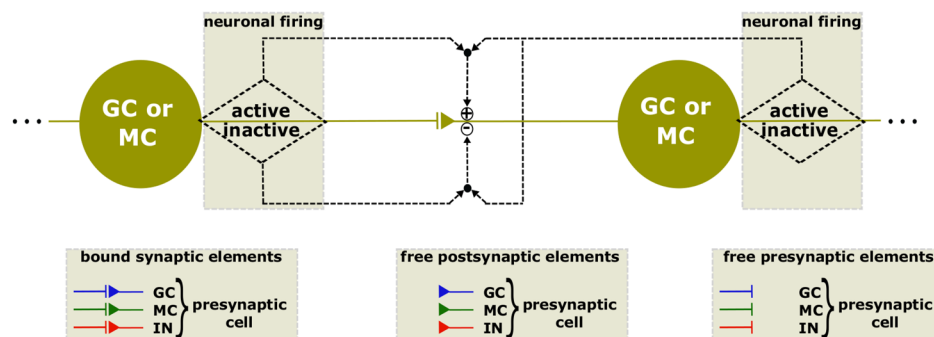 neuronal firing
neuronal firing
GC or
MC
active
inactive
+
-
GC or
MC
active
inactive
bound synaptic elements
GC
MC
IN
presynaptic
cell
free postsynaptic elements
GC
MC
IN
presynaptic
cell
free presynaptic elements
GC
MC
IN
presynaptic
cell